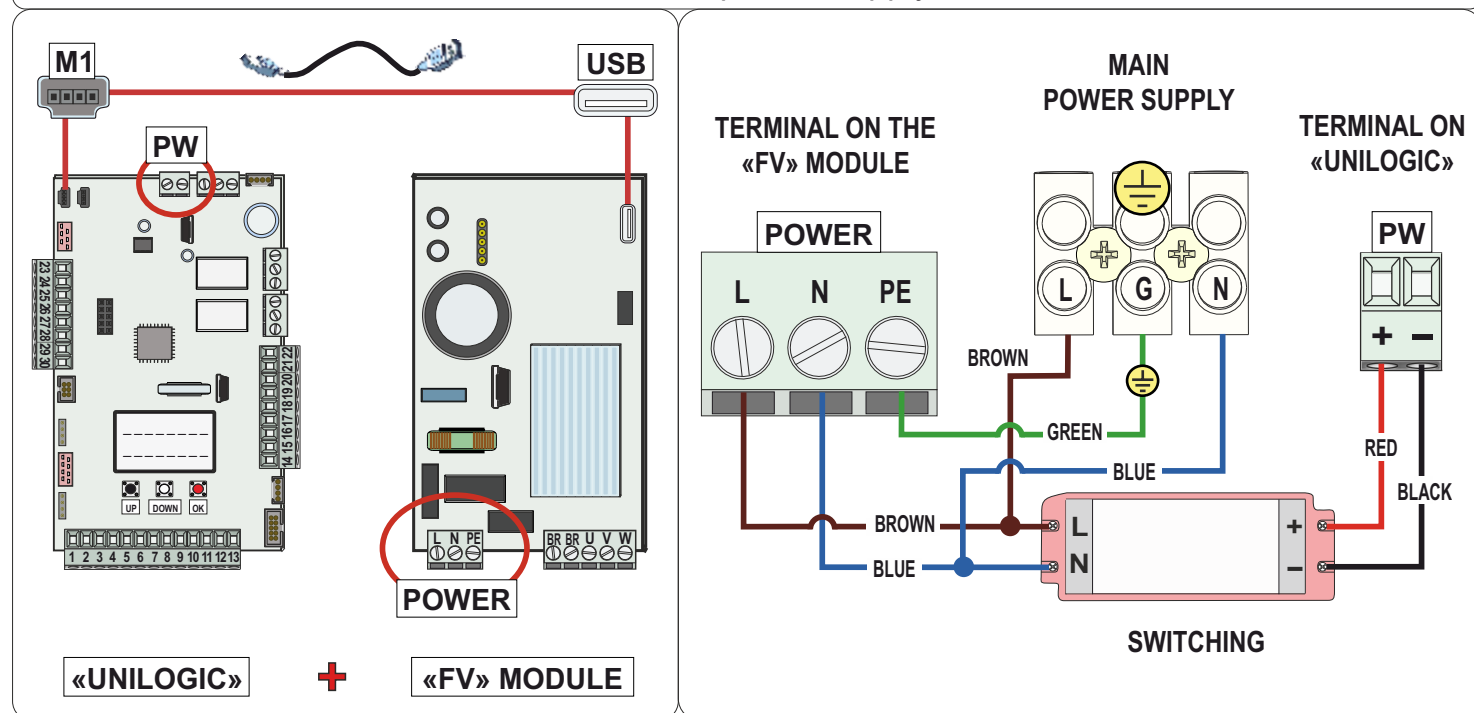 M1
USB
PW
23 24 25 26 27 28 29 30
14 15 16 17 18 19 20 21 22
UP DOWN OK
1 2 3 4 5 6 7 8 9 10 11 12 13
L N PE
BR BR U V W
POWER
«UNILOGIC» + «FV» MODULE
MAIN
POWER SUPPLY
TERMINAL ON THE
«FV» MODULE
TERMINAL ON
«UNILOGIC»
POWER
L N PE
L G N
PW
+ −
BROWN
GREEN
BLUE
RED
BLACK
BROWN
BLUE
L +
N −
SWITCHING